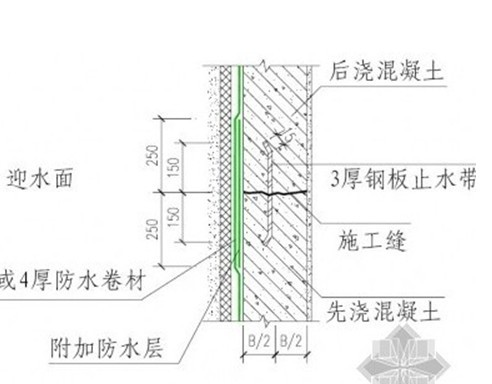 后浇混凝土
15
250
150
迎水面
3厚钢板止水带
150
250
施工缝
或4厚防水卷材
先浇混凝土
附加防水层
B/2 B/2